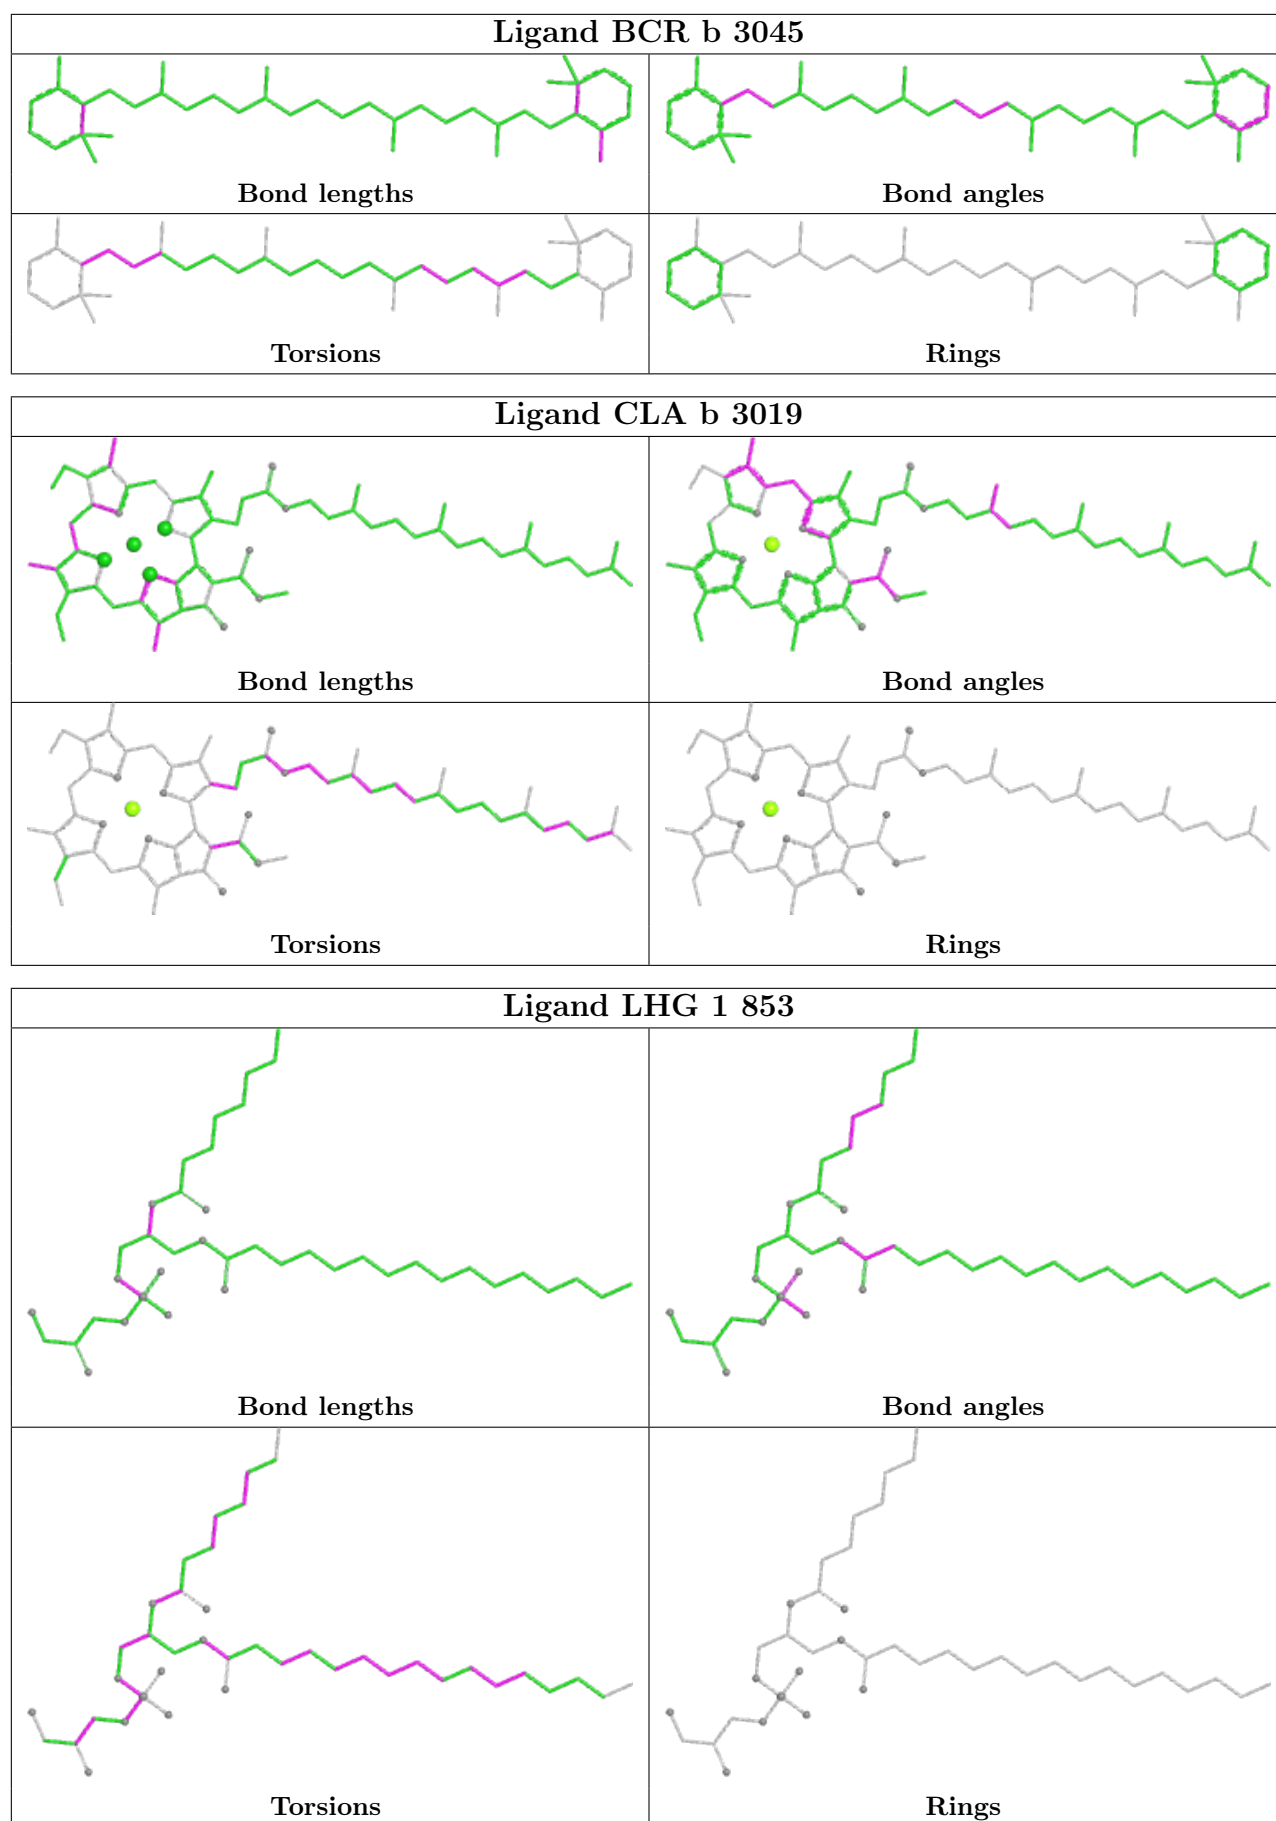 Ligand BCR b 3045
Bond lengths
Bond angles
Torsions
Rings
Ligand CLA b 3019
Bond lengths
Bond angles
Torsions
Rings
Ligand LHG 1 853
Bond lengths
Bond angles
Torsions
Rings